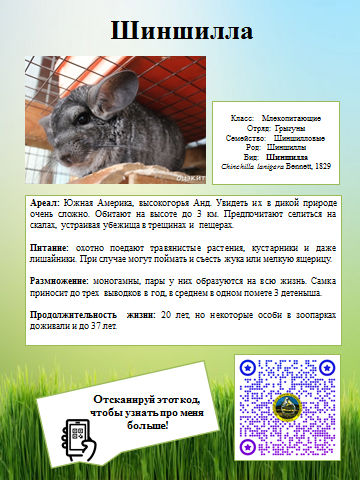 Шиншилла
Класс: Млекопитающие
Отряд: Грызуны
Семейство: Шиншилловые
Род: Шиншиллы
Вид: Шиншилла
Chinchilla lanigera Bennett, 1829
Ареал: Южная Америка, высокогорья Анд. Увидеть их в дикой природе
очень сложно. Обитают на высоте до 3 км. Предпочитают селиться на
скалах, устраивая убежища в трещинах и пещерах.
Питание: охотно поедают травянистые растения, кустарники и даже
лишайники. При случае могут поймать и съесть жука или мелкую ящерицу.
Размножение: моногамны, пары у них образуются на всю жизнь. Самка
приносит до трех выводков в год, в среднем в одном помете 3 детеныша.
Продолжительность жизни: 20 лет, но некоторые особи в зоопарках
доживали и до 37 лет.
Отсканируй этот код,
чтобы узнать про меня
больше!